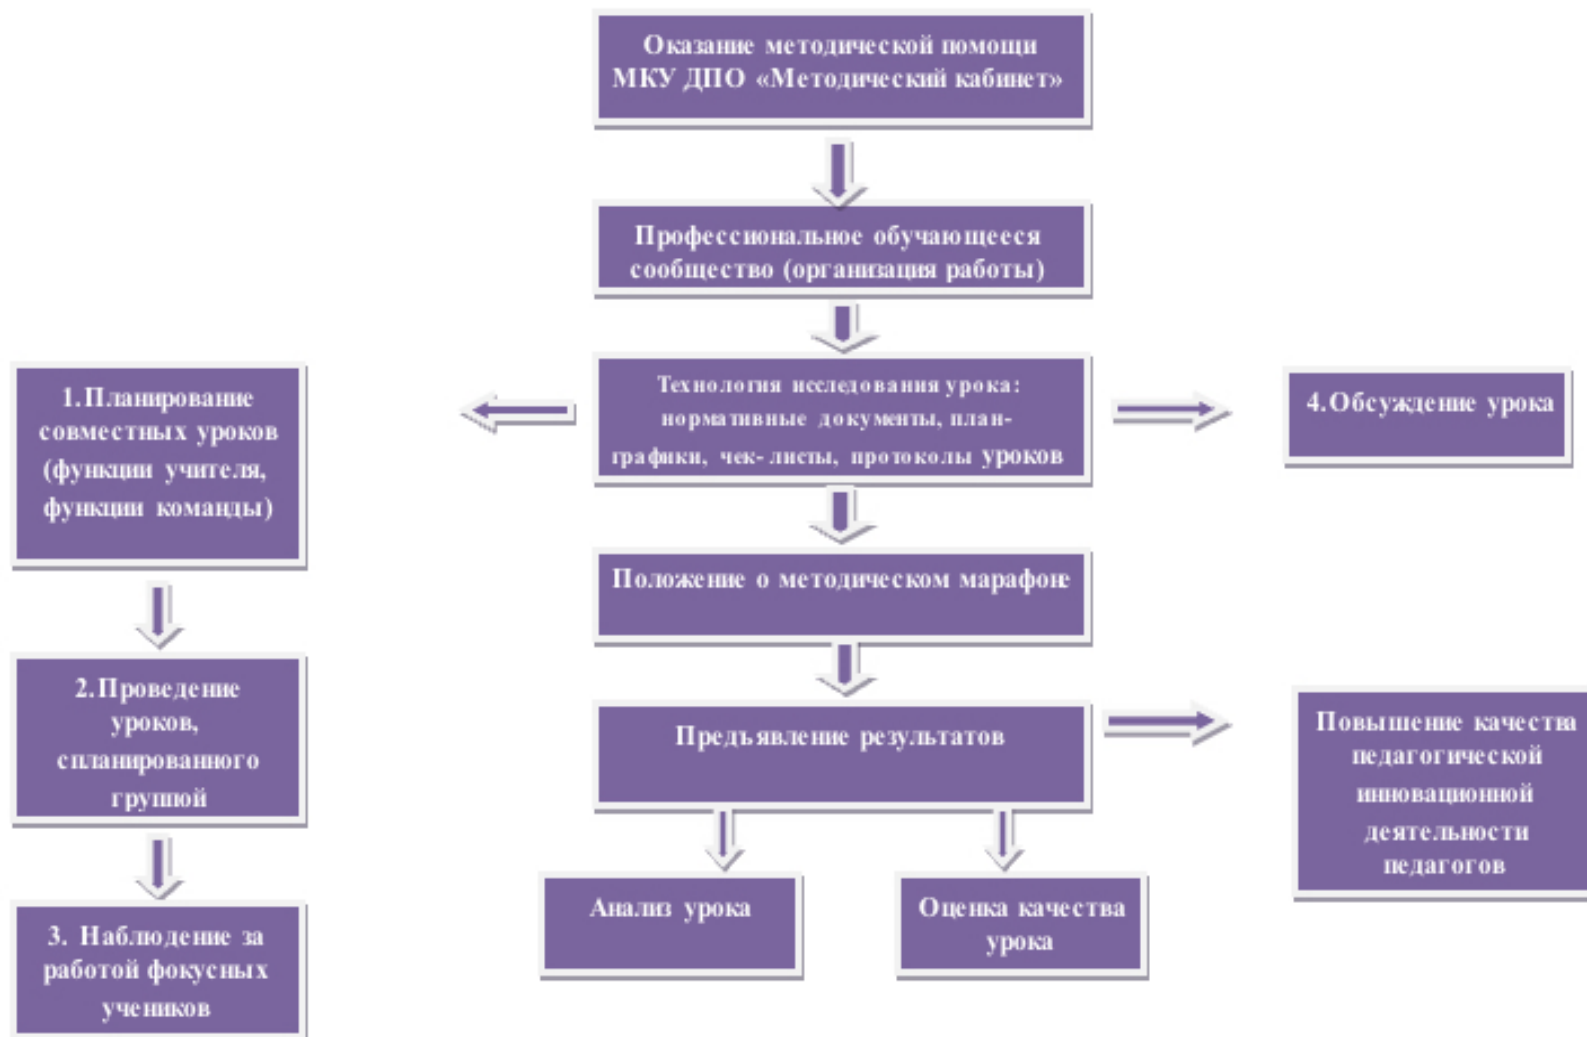 Оказание методической помощи
МКУ ДПО «Методический кабинет»
Профессиональное обучающееся
сообщество (организация работы)
Технология исследования урока:
нормативные документы, план-
графики, чек- листы, протоколы уроков
1.Планирование
совместных уроков
(функции учителя,
функции команды)
4.Обсуждение урока
Положение о методическом марафоне
2.Проведение
уроков,
спланированного
группой
Предъявление результатов
Повышение качества
педагогической
инновационной
деятельности
педагогов
Анализ урока
Оценка качества
урока
3. Наблюдение за
работой фокусных
учеников